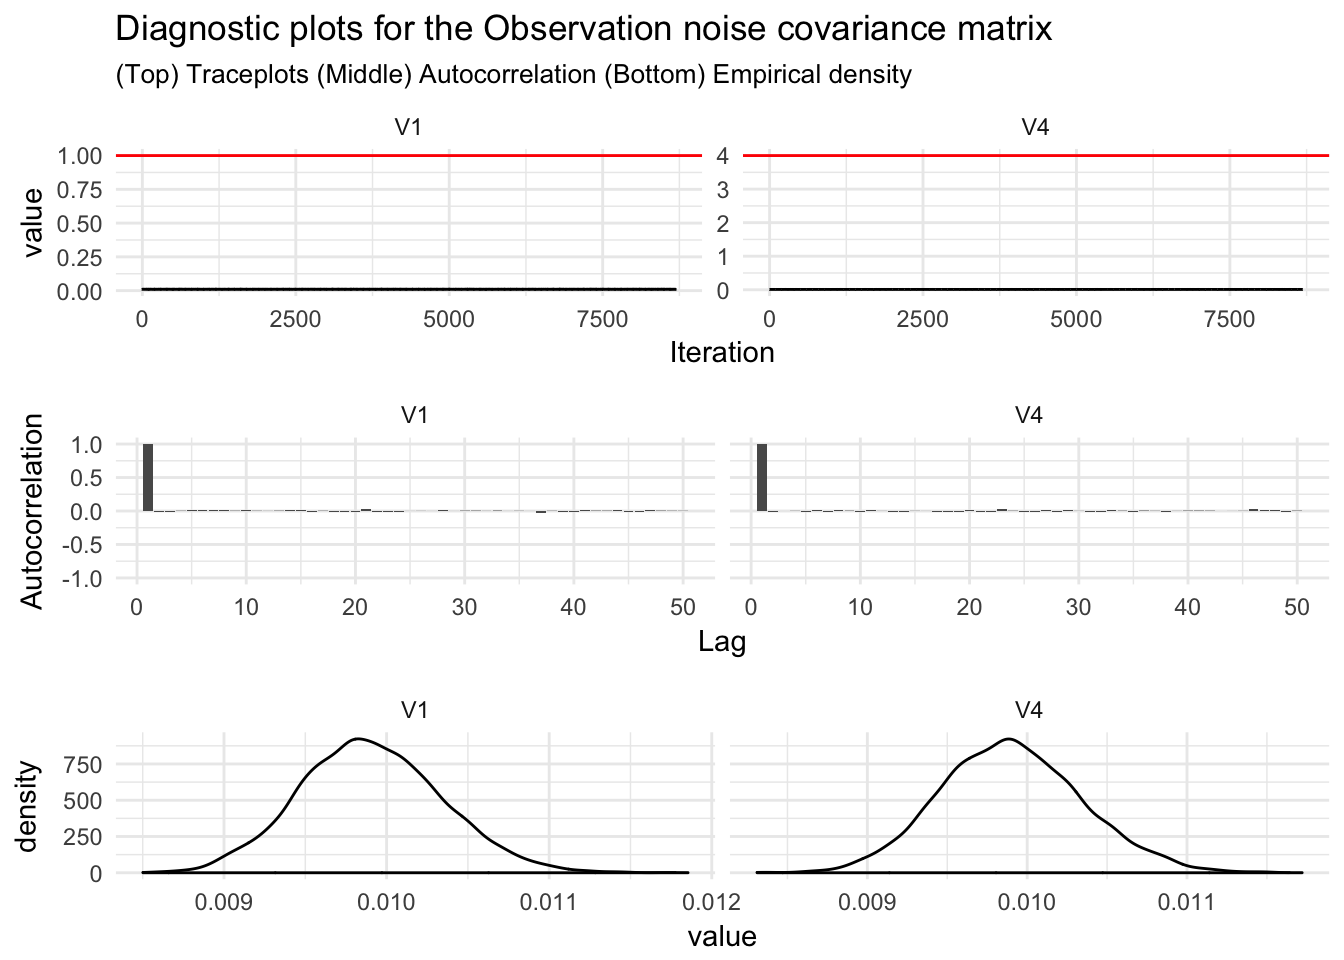 Diagnostic plots for the Observation noise covariance matrix
(Top) Traceplots (Middle) Autocorrelation (Bottom) Empirical density
V1 V4
value
1.00
0.75
0.50
0.25
0.00
4
3
2
1
0
0 2500 5000 7500 0 2500 5000 7500
Iteration
V1 V4
Autocorrelation
1.0
0.5
0.0
-0.5
-1.0
0 10 20 30 40 50 0 10 20 30 40 50
Lag
V1 V4
density
750
500
250
0
0.009 0.010 0.011 0.012 0.009 0.010 0.011
value